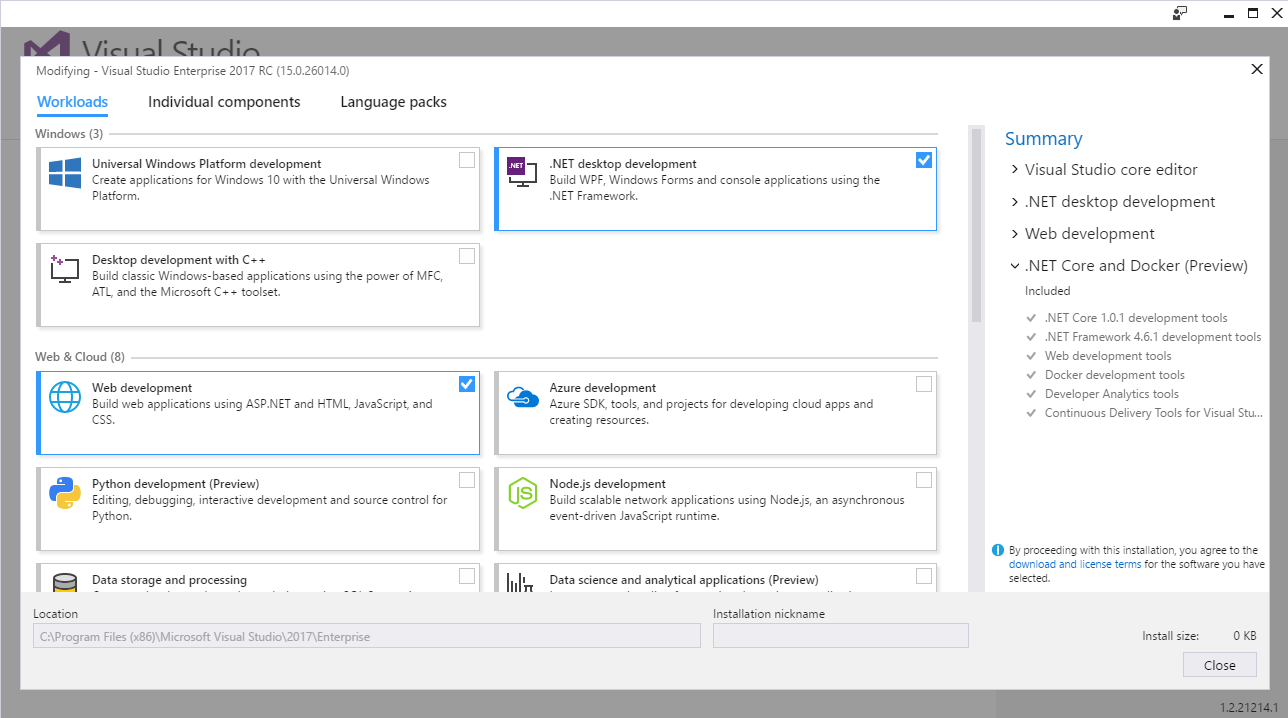 Visual Studio
Modifying - Visual Studio Enterprise 2017 RC (15.0.26014.0)
Workloads
Individual components
Language packs
Windows (3)
Universal Windows Platform development
Create applications for Windows 10 with the Universal Windows
Platform.
.NET
.NET desktop development
Build WPF, Windows Forms and console applications using the
.NET Framework.
Desktop development with C++
Build classic Windows-based applications using the power of MFC,
ATL, and the Microsoft C++ toolset.
Web & Cloud (8)
Web development
Build web applications using ASP.NET and HTML, JavaScript, and
CSS.
Azure development
Azure SDK, tools, and projects for developing cloud apps and
creating resources.
Python development (Preview)
Editing, debugging, interactive development and source control for
Python.
JS
Node.js development
Build scalable network applications using Node.js, an asynchronous
event-driven JavaScript runtime.
Data storage and processing
Data science and analytical applications (Preview)
Summary
Visual Studio core editor
.NET desktop development
Web development
.NET Core and Docker (Preview)
Included
.NET Core 1.0.1 development tools
.NET Framework 4.6.1 development tools
Web development tools
Docker development tools
Developer Analytics tools
Continuous Delivery Tools for Visual Stu...
By proceeding with this installation, you agree to the
download and license terms for the software you have
selected.
Location
C:\Program Files (x86)\Microsoft Visual Studio\2017\Enterprise
Installation nickname
Install size: 0 KB
Close
1.2.21214.1